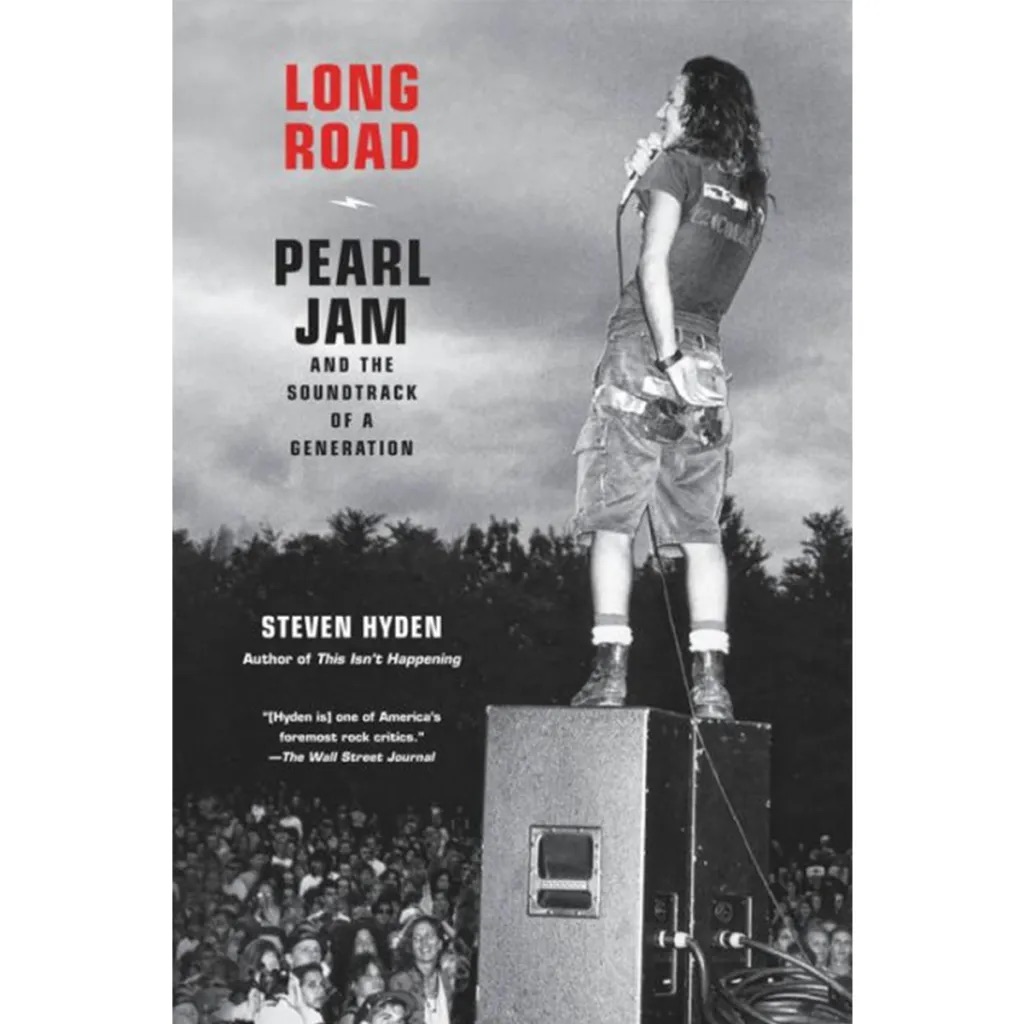 LONG
ROAD
PEARL
JAM
AND THE
SOUNDTRACK
OF A
GENERATION
STEVEN HYDEN
Author of This Isn't Happening
"[Hyden is] one of America's
foremost rock critics."
—The Wall Street Journal